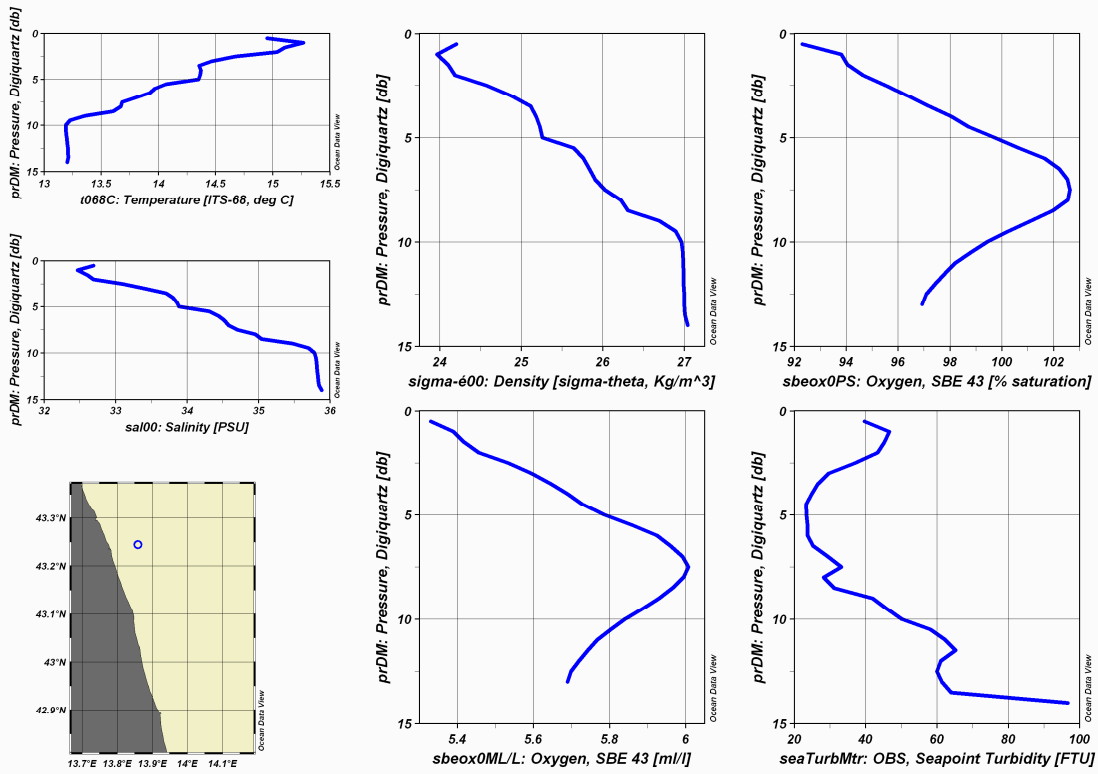 prDM: Pressure, Digiquartz [db]
0
5
10
15
13
13.5
14
14.5
15
15.5
t068C: Temperature [ITS-68, deg C]
Ocean Data View
prDM: Pressure, Digiquartz [db]
0
5
10
15
32
33
34
35
36
sal00: Salinity [PSU]
Ocean Data View
43.3°N
43.2°N
43.1°N
43°N
42.9°N
13.7°E
13.8°E
13.9°E
14°E
14.1°E
Ocean Data View
prDM: Pressure, Digiquartz [db]
0
5
10
15
24
25
26
27
sigma-é00: Density [sigma-theta, Kg/m^3]
Ocean Data View
prDM: Pressure, Digiquartz [db]
0
5
10
15
92
94
96
98
100
102
sbeox0PS: Oxygen, SBE 43 [% saturation]
Ocean Data View
prDM: Pressure, Digiquartz [db]
0
5
10
15
5.4
5.6
5.8
6
sbeox0ML/L: Oxygen, SBE 43 [ml/l]
Ocean Data View
prDM: Pressure, Digiquartz [db]
0
5
10
15
20
40
60
80
100
seaTurbMtr: OBS, Seapoint Turbidity [FTU]
Ocean Data View